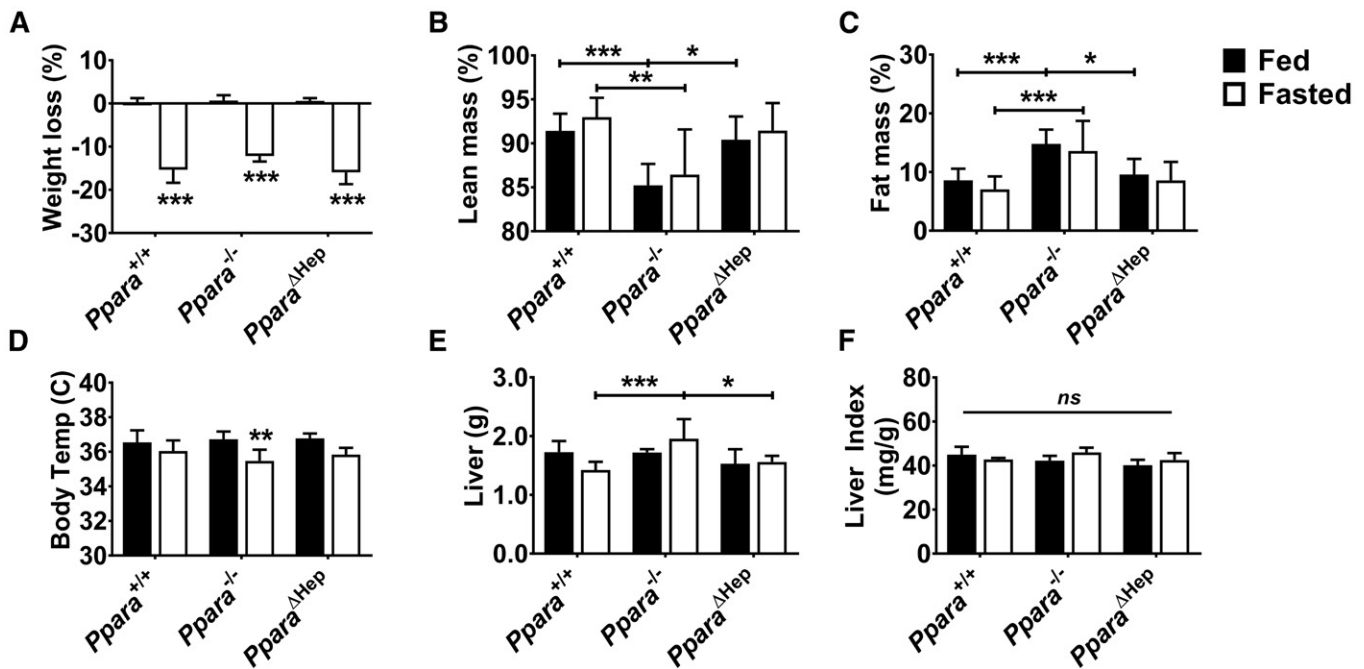 A
Weight loss (%)
10
0
-10
-20
-30
***
***
***
Ppara+/+
Ppara-/-
PparaΔHep
B
Lean mass (%)
100
95
90
85
80
***
*
**
Ppara+/+
Ppara-/-
PparaΔHep
C
Fat mass (%)
30
20
10
0
***
*
***
Ppara+/+
Ppara-/-
PparaΔHep
Fed
Fasted
D
Body Temp (C)
40
38
36
34
32
30
**
Ppara+/+
Ppara-/-
PparaΔHep
E
Liver (g)
3.0
2.0
1.0
0.0
***
*
Ppara+/+
Ppara-/-
PparaΔHep
F
Liver Index
(mg/g)
80
60
40
20
0
ns
Ppara+/+
Ppara-/-
PparaΔHep